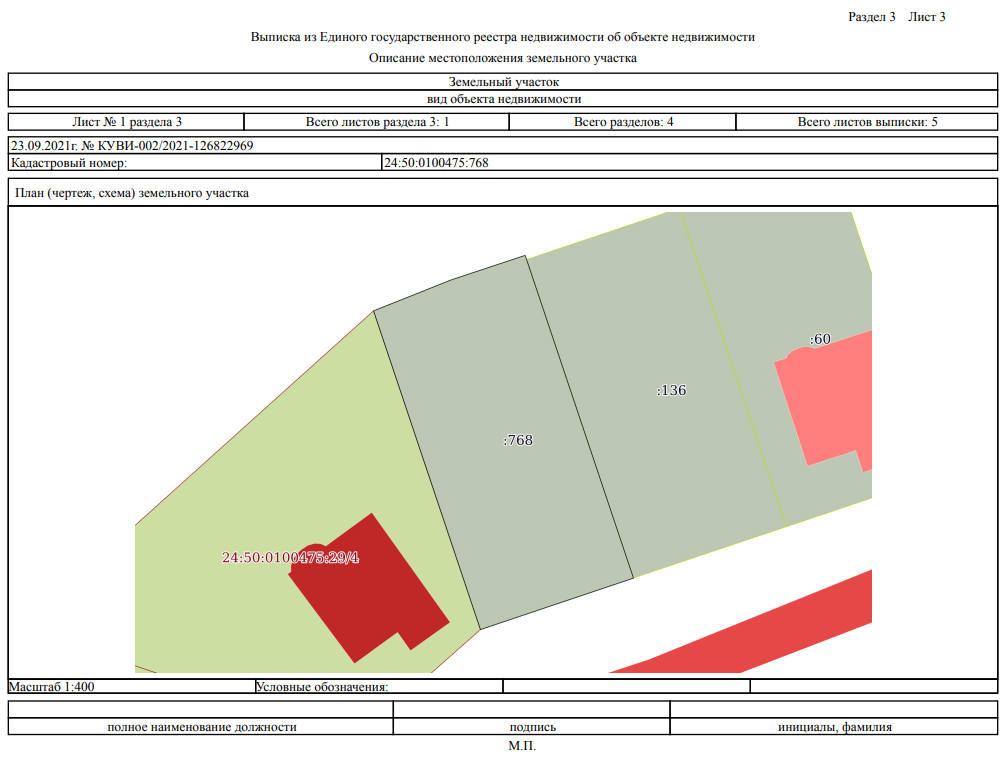 Раздел 3 Лист 3
Выписка из Единого государственного реестра недвижимости об объекте недвижимости
Описание местоположения земельного участка
Земельный участок
вид объекта недвижимости
Лист № 1 раздела 3 Всего листов раздела 3: 1 Всего разделов: 4 Всего листов выписки: 5
23.09.2021г. № КУВИ-002/2021-126822969
Кадастровый номер: 24:50:0100475:768
План (чертеж, схема) земельного участка
:60
:136
:768
24:50:0100475:29/4
Масштаб 1:400 Условные обозначения:
полное наименование должности подпись инициалы, фамилия
М.П.